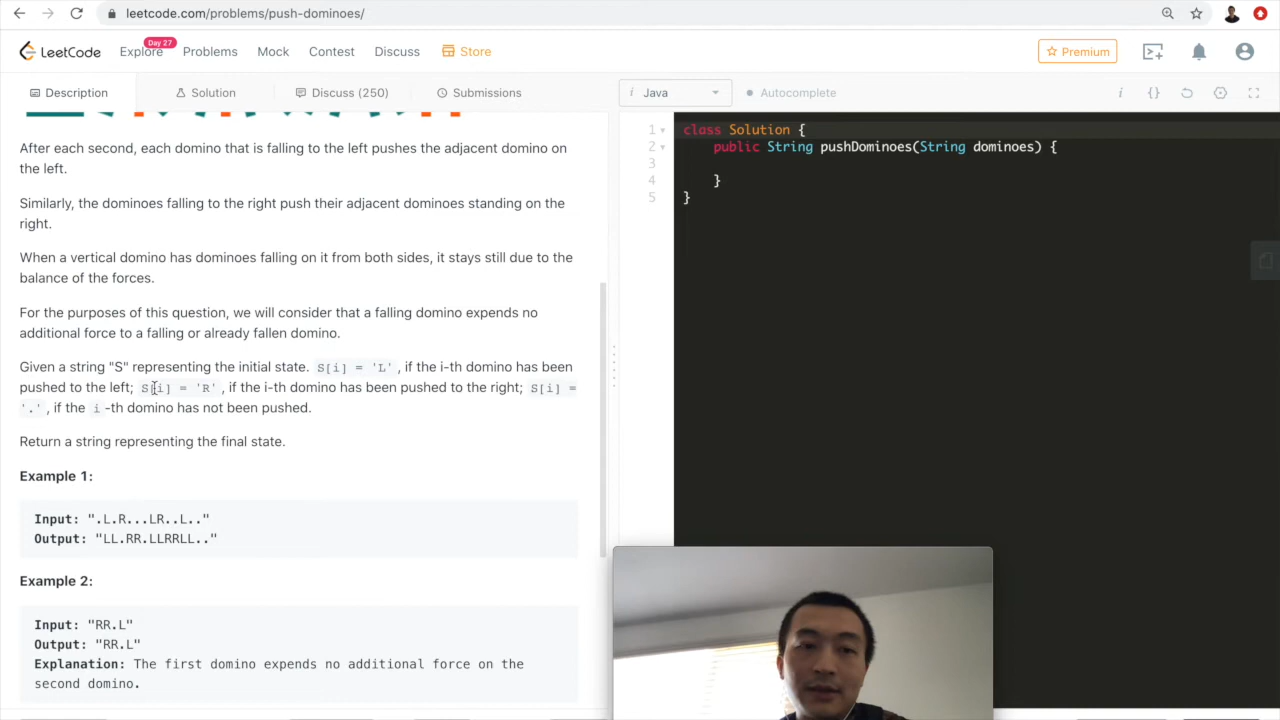 leetcode.com/problems/push-dominoes/
LeetCode Explore Day 27 Problems Mock Contest Discuss Store Premium
Description Solution Discuss (250) Submissions
i Java Autocomplete i {}
After each second, each domino that is falling to the left pushes the adjacent domino on
the left.
Similarly, the dominoes falling to the right push their adjacent dominoes standing on the
right.
When a vertical domino has dominoes falling on it from both sides, it stays still due to the
balance of the forces.
For the purposes of this question, we will consider that a falling domino expends no
additional force to a falling or already fallen domino.
Given a string "S" representing the initial state. S[i] = 'L', if the i-th domino has been
pushed to the left; S[i] = 'R', if the i-th domino has been pushed to the right; S[i] =
'.', if the i-th domino has not been pushed.
Return a string representing the final state.
Example 1:
Input: ".L.R...LR..L.."
Output: "LL.RR.LLRRLL.."
Example 2:
Input: "RR.L"
Output: "RR.L"
Explanation: The first domino expends no additional force on the
second domino.
1 class Solution {
2 public String pushDominoes(String dominoes) {
3
4 }
5 }